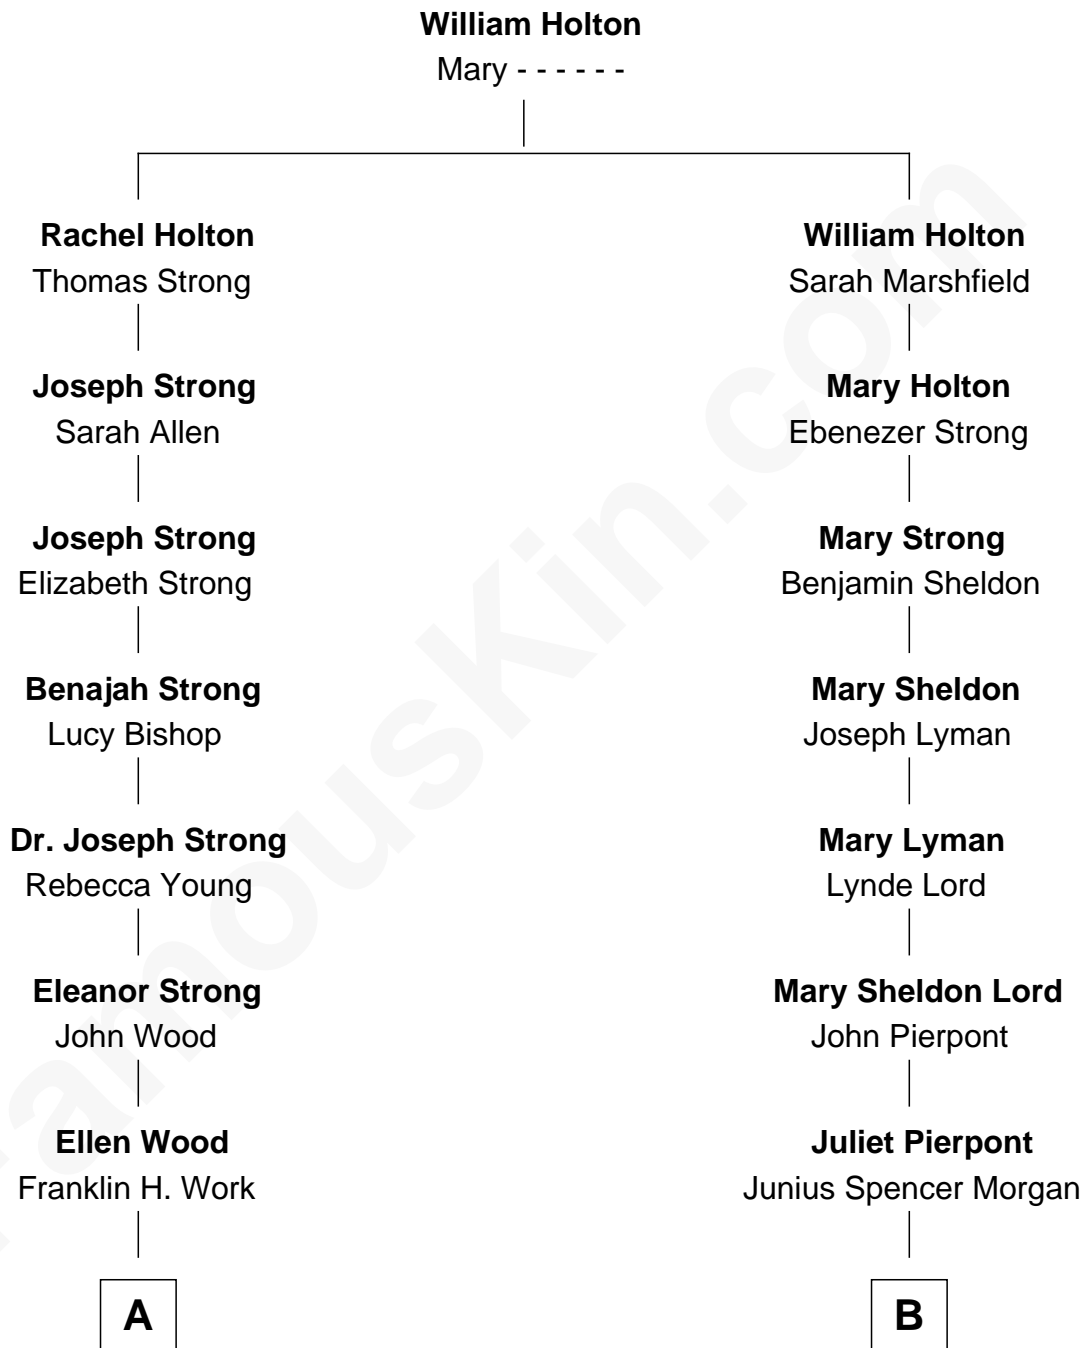 William Holton
Mary - - - - - -
Rachel Holton
Thomas Strong
William Holton
Sarah Marshfield
Joseph Strong
Sarah Allen
Mary Holton
Ebenezer Strong
Joseph Strong
Elizabeth Strong
Mary Strong
Benjamin Sheldon
Benajah Strong
Lucy Bishop
Mary Sheldon
Joseph Lyman
Dr. Joseph Strong
Rebecca Young
Mary Lyman
Lynde Lord
Eleanor Strong
John Wood
Mary Sheldon Lord
John Pierpont
Ellen Wood
Franklin H. Work
Juliet Pierpont
Junius Spencer Morgan
A
B
FamousKin.com